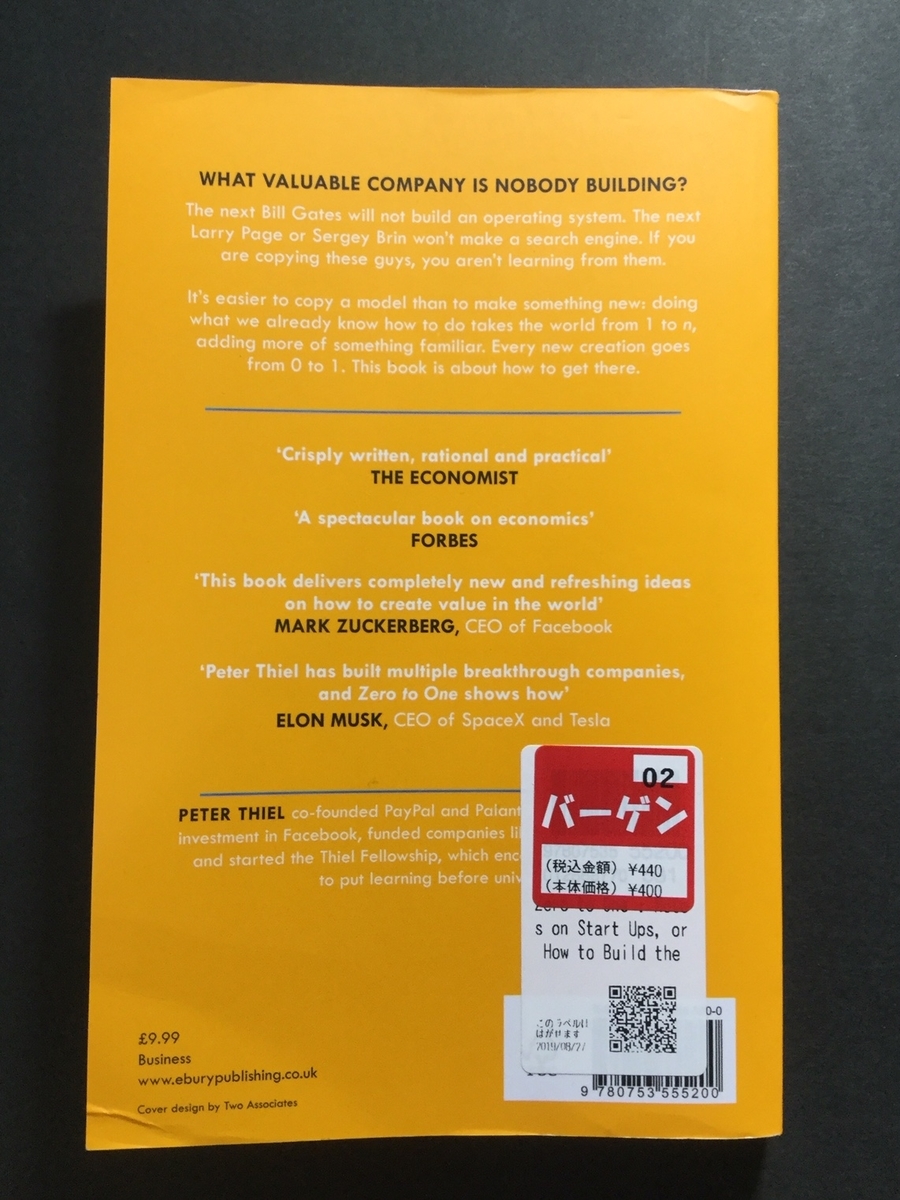 WHAT VALUABLE COMPANY IS NOBODY BUILDING?
The next Bill Gates will not build an operating system. The next
Larry Page or Sergey Brin won't make a search engine. If you
are copying these guys, you aren't learning from them.
It's easier to copy a model than to make something new: doing
what we already know how to do takes the world from 1 to n,
adding more of something familiar. Every new creation goes
from 0 to 1. This book is about how to get there.
‘Crisply written, rational and practical’
THE ECONOMIST
‘A spectacular book on economics’
FORBES
‘This book delivers completely new and refreshing ideas
on how to create value in the world’
MARK ZUCKERBERG, CEO of Facebook
‘Peter Thiel has built multiple breakthrough companies,
and Zero to One shows how’
ELON MUSK, CEO of SpaceX and Tesla
PETER THIEL co-founded PayPal and
investment in Facebook, funded companies
and started the Thiel Fellowship, which
to put learning before
02
バーゲン
(税込金額) ¥440
(本体価格) ¥400
s on Start Ups, or
How to Build the
このラベルは
はがせます
2019/08/27
9 780753 555200
£9.99
Business
www.eburypublishing.co.uk
Cover design by Two Associates